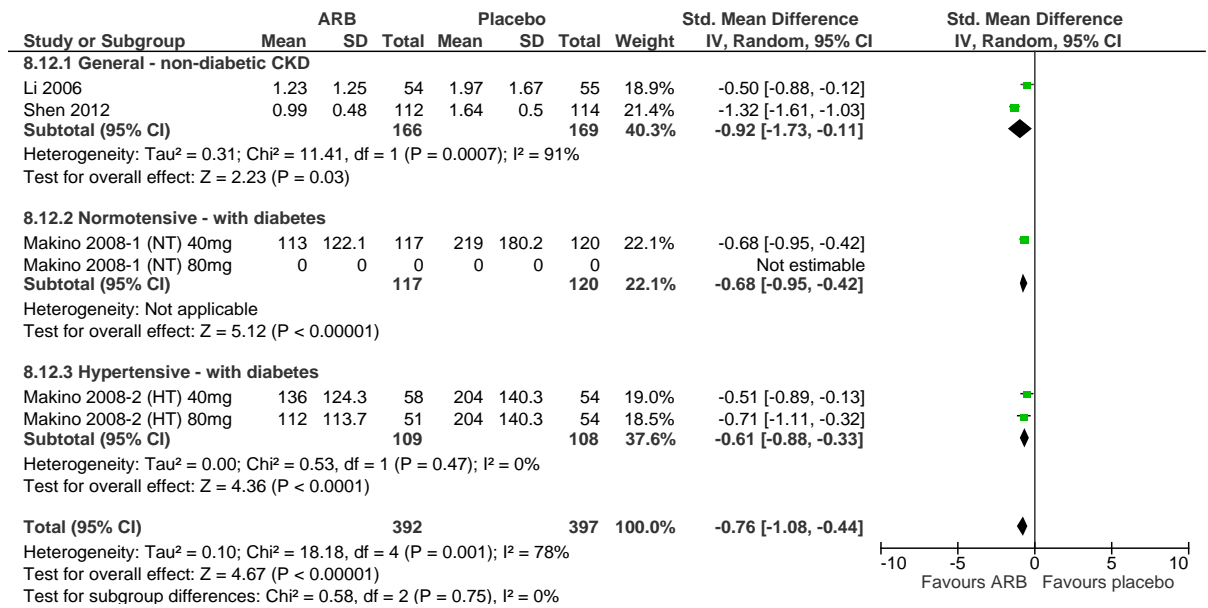 ARB Placebo Std. Mean Difference Std. Mean Difference
Study or Subgroup Mean SD Total Mean SD Total Weight IV, Random, 95% CI IV, Random, 95% CI
8.12.1 General - non-diabetic CKD
Li 2006 1.23 1.25 54 1.97 1.67 55 18.9% -0.50 [-0.88, -0.12]
Shen 2012 0.99 0.48 112 1.64 0.5 114 21.4% -1.32 [-1.61, -1.03]
Subtotal (95% CI) 166 169 40.3% -0.92 [-1.73, -0.11]
Heterogeneity: Tau² = 0.31; Chi² = 11.41, df = 1 (P = 0.0007); I² = 91%
Test for overall effect: Z = 2.23 (P = 0.03)
8.12.2 Normotensive - with diabetes
Makino 2008-1 (NT) 40mg 113 122.1 117 219 180.2 120 22.1% -0.68 [-0.95, -0.42]
Makino 2008-1 (NT) 80mg 0 0 0 0 0 0 Not estimable
Subtotal (95% CI) 117 120 22.1% -0.68 [-0.95, -0.42]
Heterogeneity: Not applicable
Test for overall effect: Z = 5.12 (P < 0.00001)
8.12.3 Hypertensive - with diabetes
Makino 2008-2 (HT) 40mg 136 124.3 58 204 140.3 54 19.0% -0.51 [-0.89, -0.13]
Makino 2008-2 (HT) 80mg 112 113.7 51 204 140.3 54 18.5% -0.71 [-1.11, -0.32]
Subtotal (95% CI) 109 108 37.6% -0.61 [-0.88, -0.33]
Heterogeneity: Tau² = 0.00; Chi² = 0.53, df = 1 (P = 0.47); I² = 0%
Test for overall effect: Z = 4.36 (P < 0.0001)
Total (95% CI) 392 397 100.0% -0.76 [-1.08, -0.44]
Heterogeneity: Tau² = 0.10; Chi² = 18.18, df = 4 (P = 0.001); I² = 78%
Test for overall effect: Z = 4.67 (P < 0.00001)
Test for subgroup differences: Chi² = 0.58, df = 2 (P = 0.75), I² = 0%
-10 -5 0 5 10
Favours ARB Favours placebo